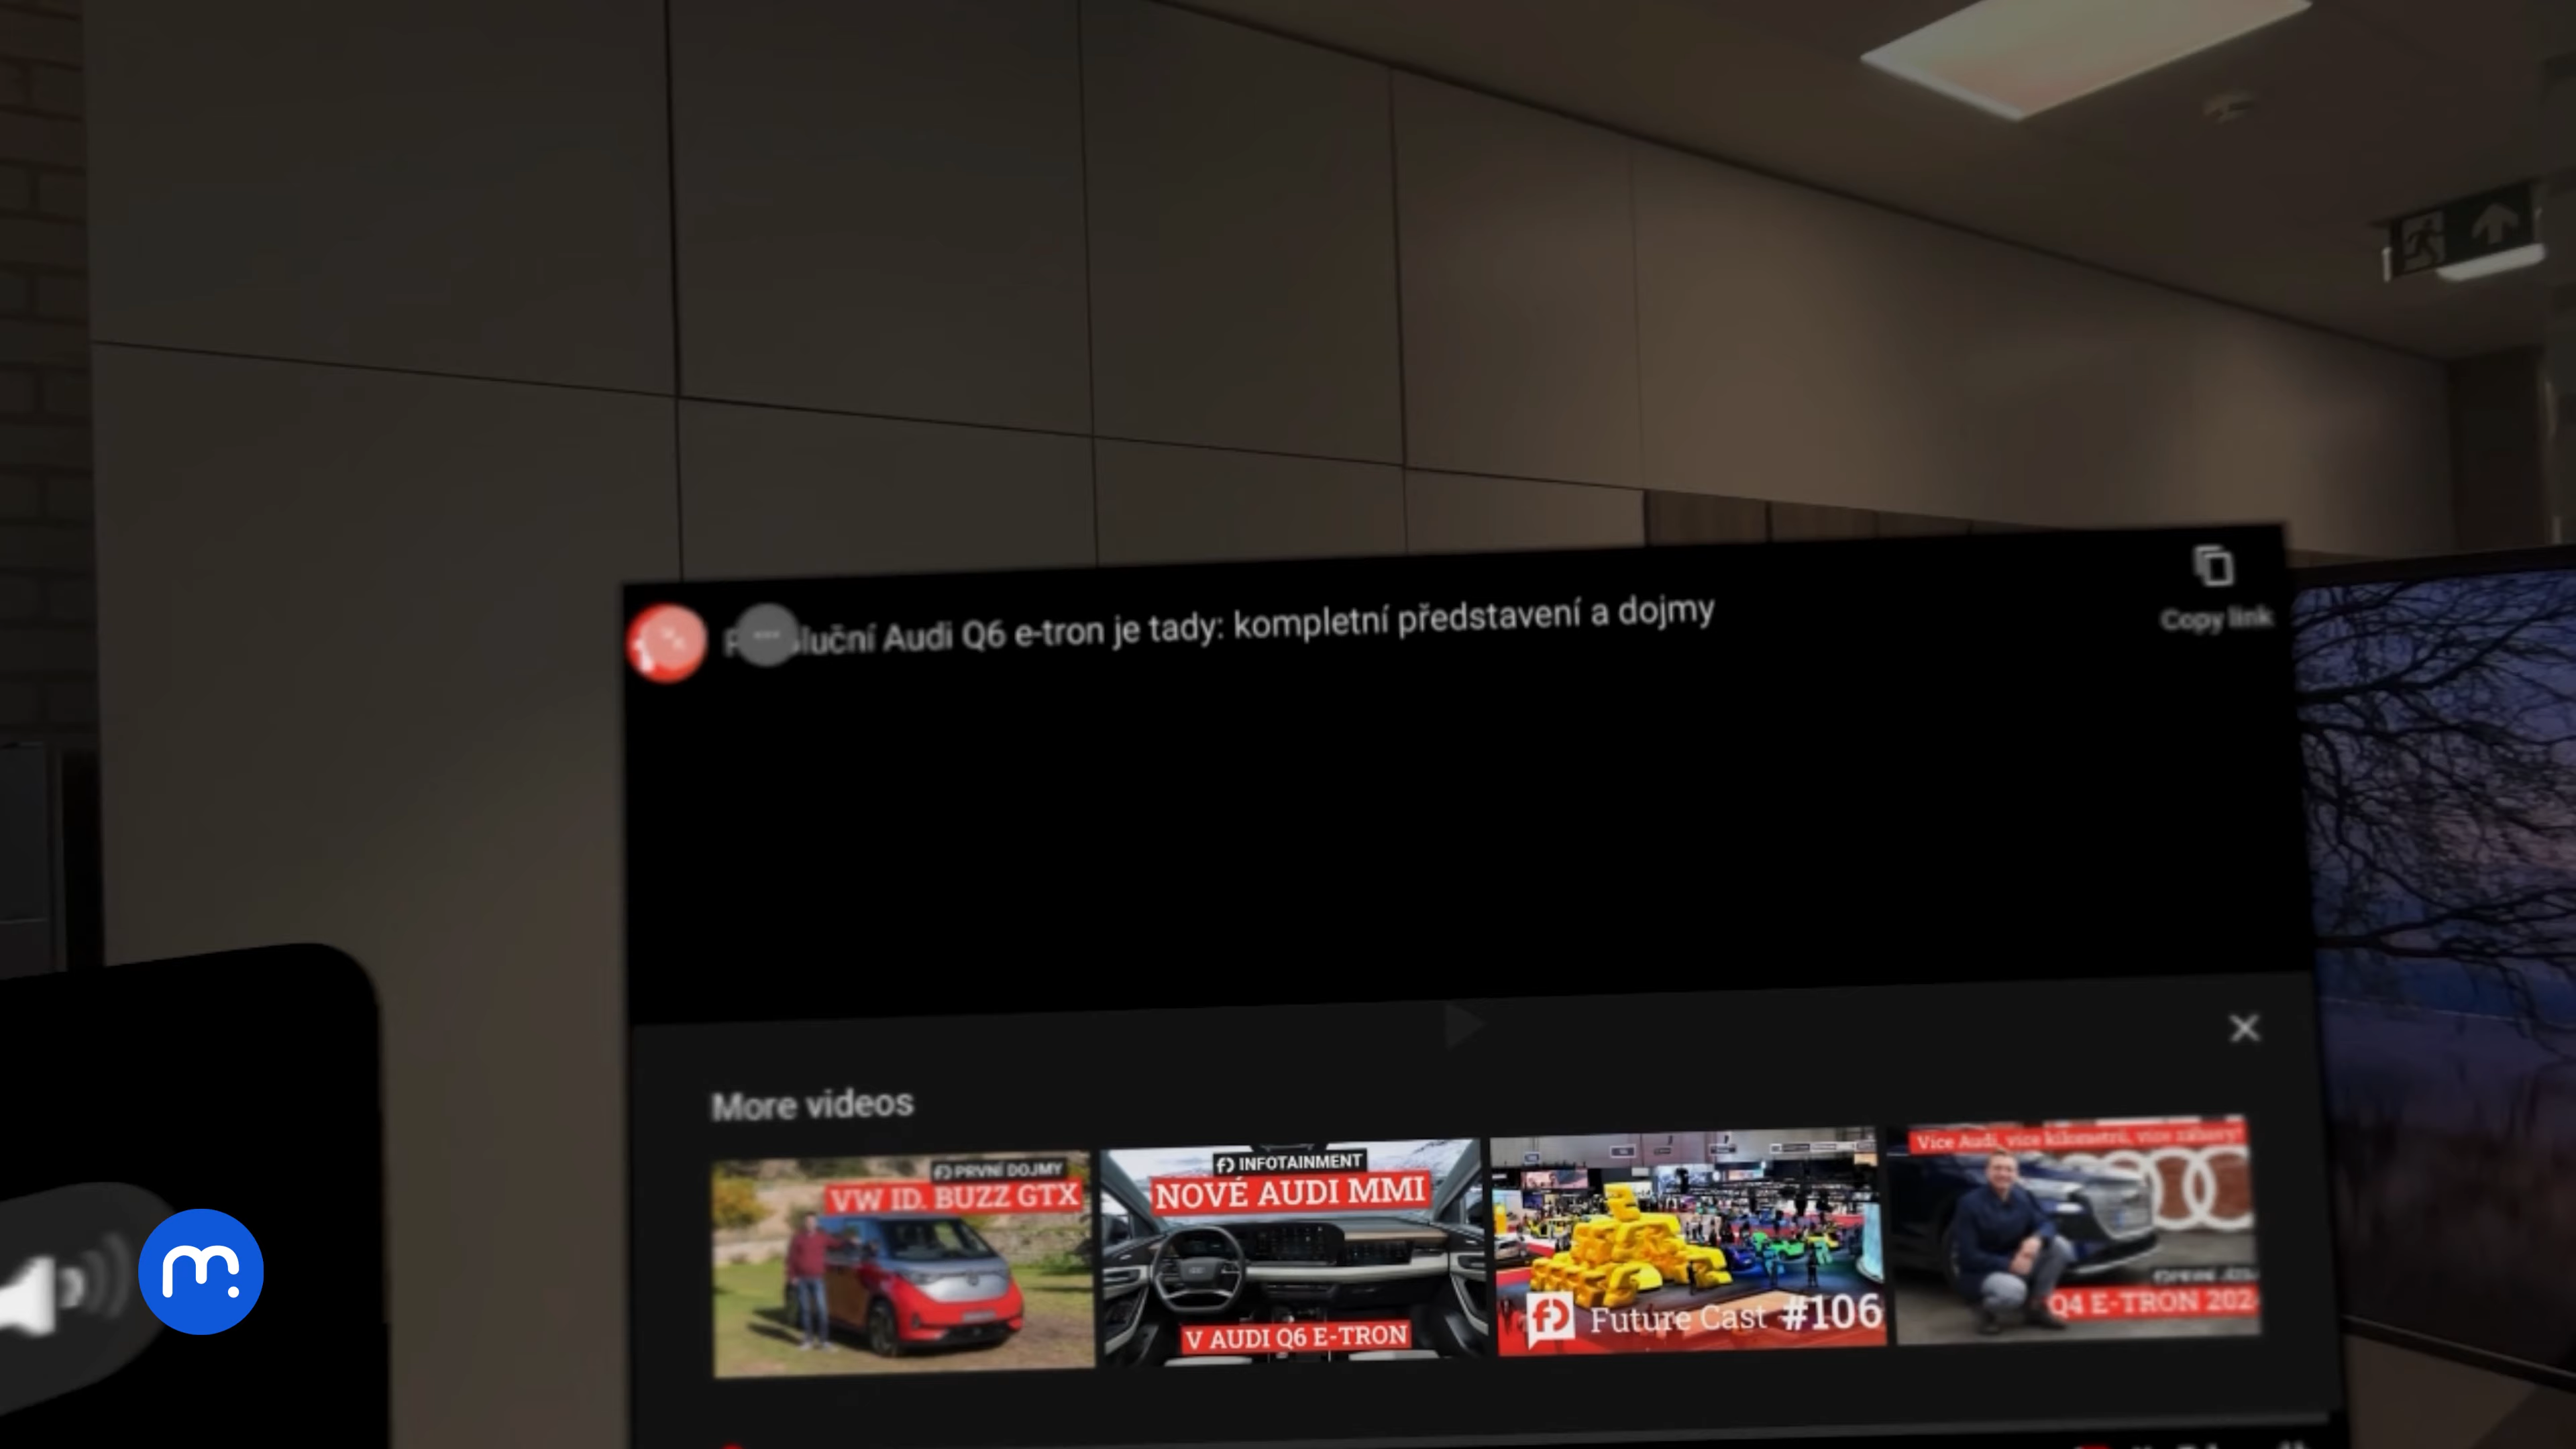 luční Audi Q6 e-tron je tady: kompletní představení a dojmy
Copy link
More videos
PRVNÍ DOJMY
VW ID. BUZZ GTX
INFOTAINMENT
NOVÉ AUDI MMI
V AUDI Q6 E-TRON
Future Cast #106
Více Audi, více kilometrů, více zábavy!
Q4 E-TRON 202
m.